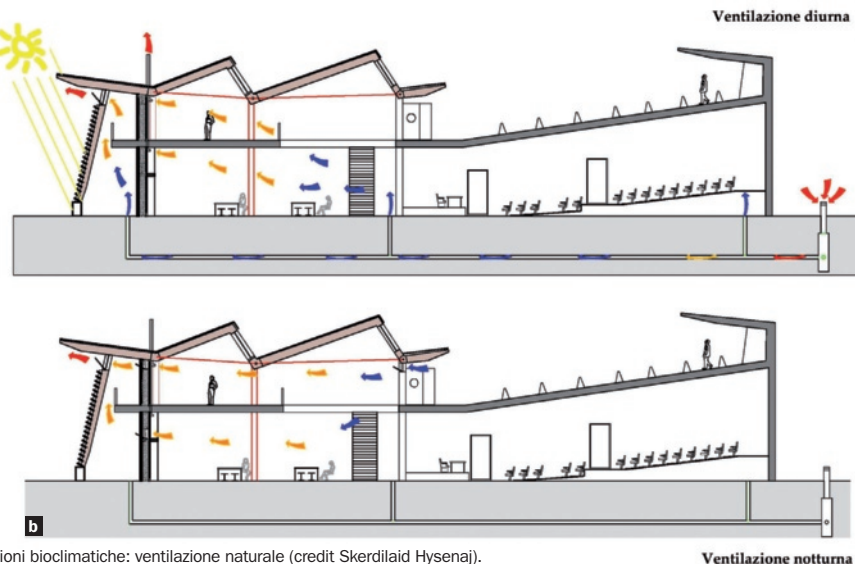 Ventilazione diurna
b
ioni bioclimatiche: ventilazione naturale (credit Skerdilaid Hysenaj).
Ventilazione notturna